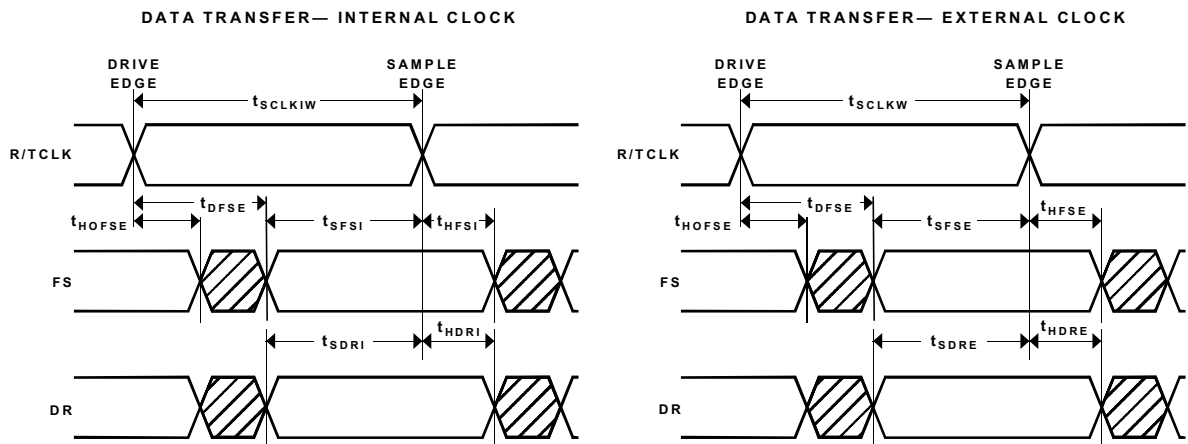 DATA TRANSFER— INTERNAL CLOCK
DRIVE EDGE
SAMPLE EDGE
tSCLKIW
R/TCLK
tDFSE
tHOFSE
tSFSI
tHFSI
FS
tSDRI
tHDRI
DR
DATA TRANSFER— EXTERNAL CLOCK
DRIVE EDGE
SAMPLE EDGE
tSCLKW
R/TCLK
tDFSE
tHOFSE
tSFSE
tHFSE
FS
tSDRE
tHDRE
DR